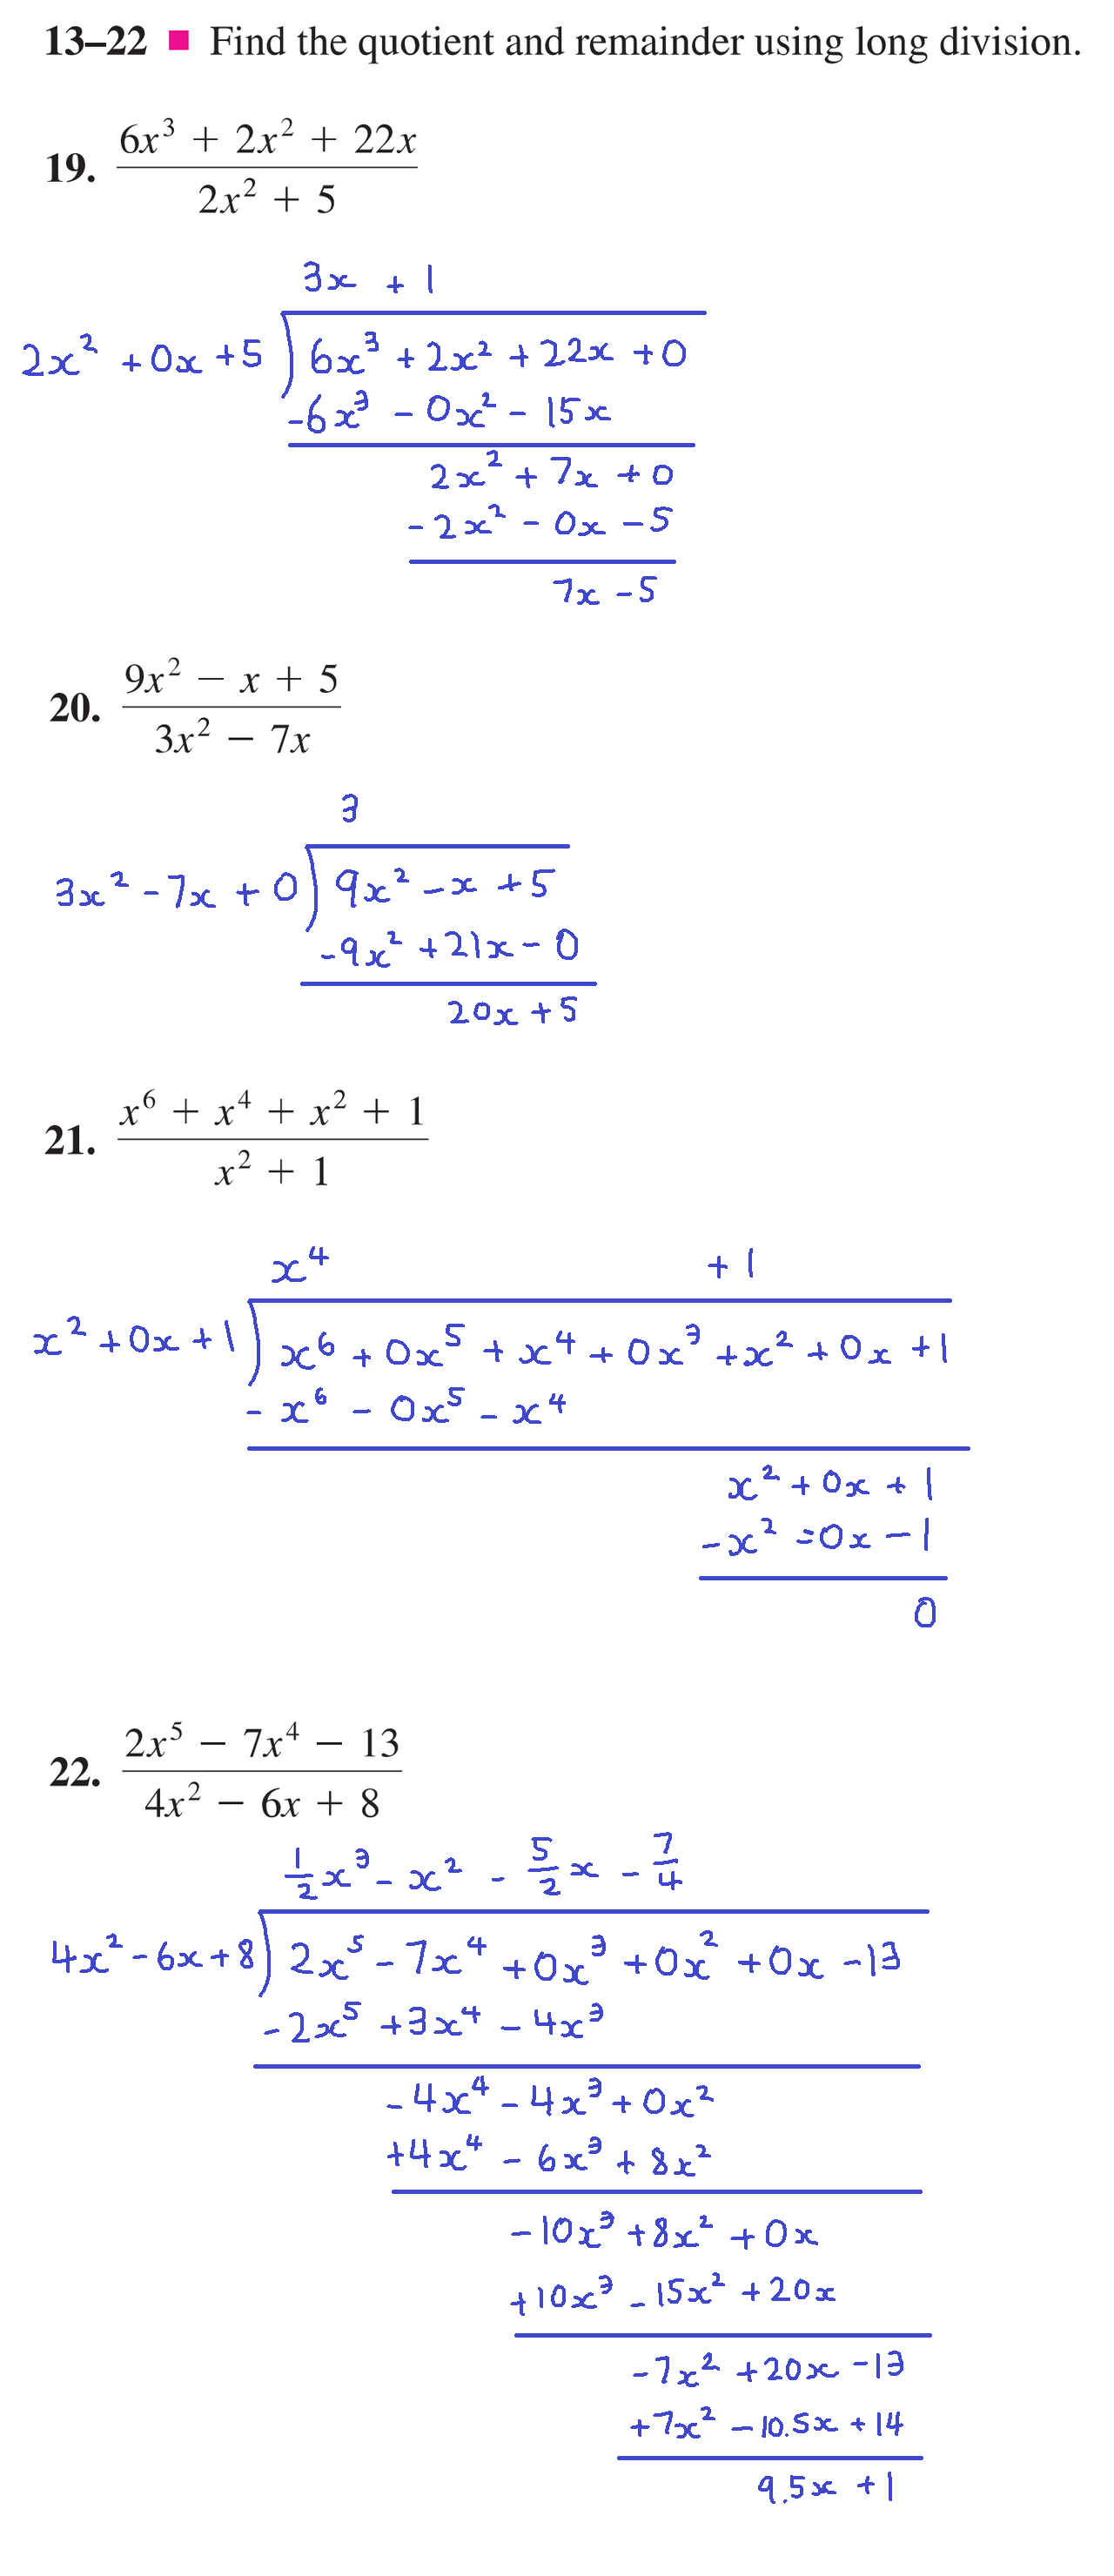 13–22 ■ Find the quotient and remainder using long division.
19. (6x³ + 2x² + 22x)/(2x² + 5)
3x + 1
2x² + 0x + 5 ) 6x³ + 2x² + 22x + 0
-6x³ - 0x² - 15x
2x² + 7x + 0
-2x² - 0x - 5
7x - 5
20. (9x² − x + 5)/(3x² − 7x)
3
3x² - 7x + 0 ) 9x² - x + 5
-9x² + 21x - 0
20x + 5
21. (x⁶ + x⁴ + x² + 1)/(x² + 1)
x⁴ + 1
x² + 0x + 1 ) x⁶ + 0x⁵ + x⁴ + 0x³ + x² + 0x + 1
- x⁶ - 0x⁵ - x⁴
x² + 0x + 1
-x² =0x - 1
0
22. (2x⁵ − 7x⁴ − 13)/(4x² − 6x + 8)
1/2 x³ - x² - 5/2 x - 7/4
4x² - 6x + 8 ) 2x⁵ - 7x⁴ + 0x³ + 0x² + 0x - 13
-2x⁵ + 3x⁴ - 4x³
-4x⁴ - 4x³ + 0x²
+4x⁴ - 6x³ + 8x²
-10x³ + 8x² + 0x
+10x³ - 15x² + 20x
-7x² + 20x - 13
+7x² - 10.5x + 14
9.5x + 1